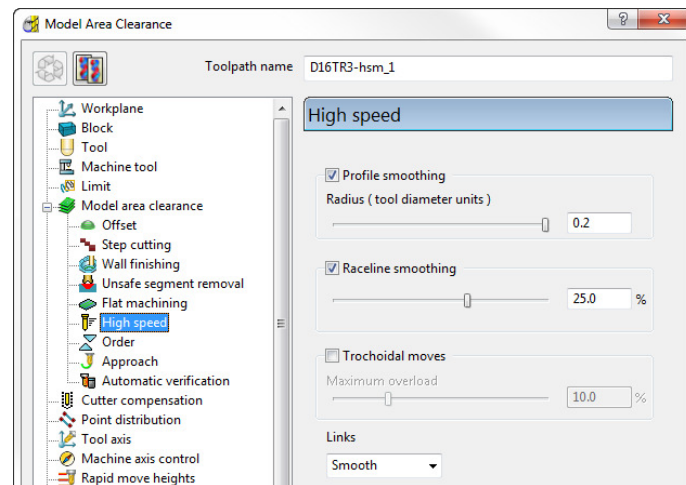 Model Area Clearance
Toolpath name
D16TR3-hsm_1
Workplane
Block
Tool
Machine tool
Limit
Model area clearance
Offset
Step cutting
Wall finishing
Unsafe segment removal
Flat machining
High speed
Order
Approach
Automatic verification
Cutter compensation
Point distribution
Tool axis
Machine axis control
Rapid move heights
High speed
Profile smoothing
Radius ( tool diameter units )
0.2
Raceline smoothing
25.0 %
Trochoidal moves
Maximum overload
10.0 %
Links
Smooth